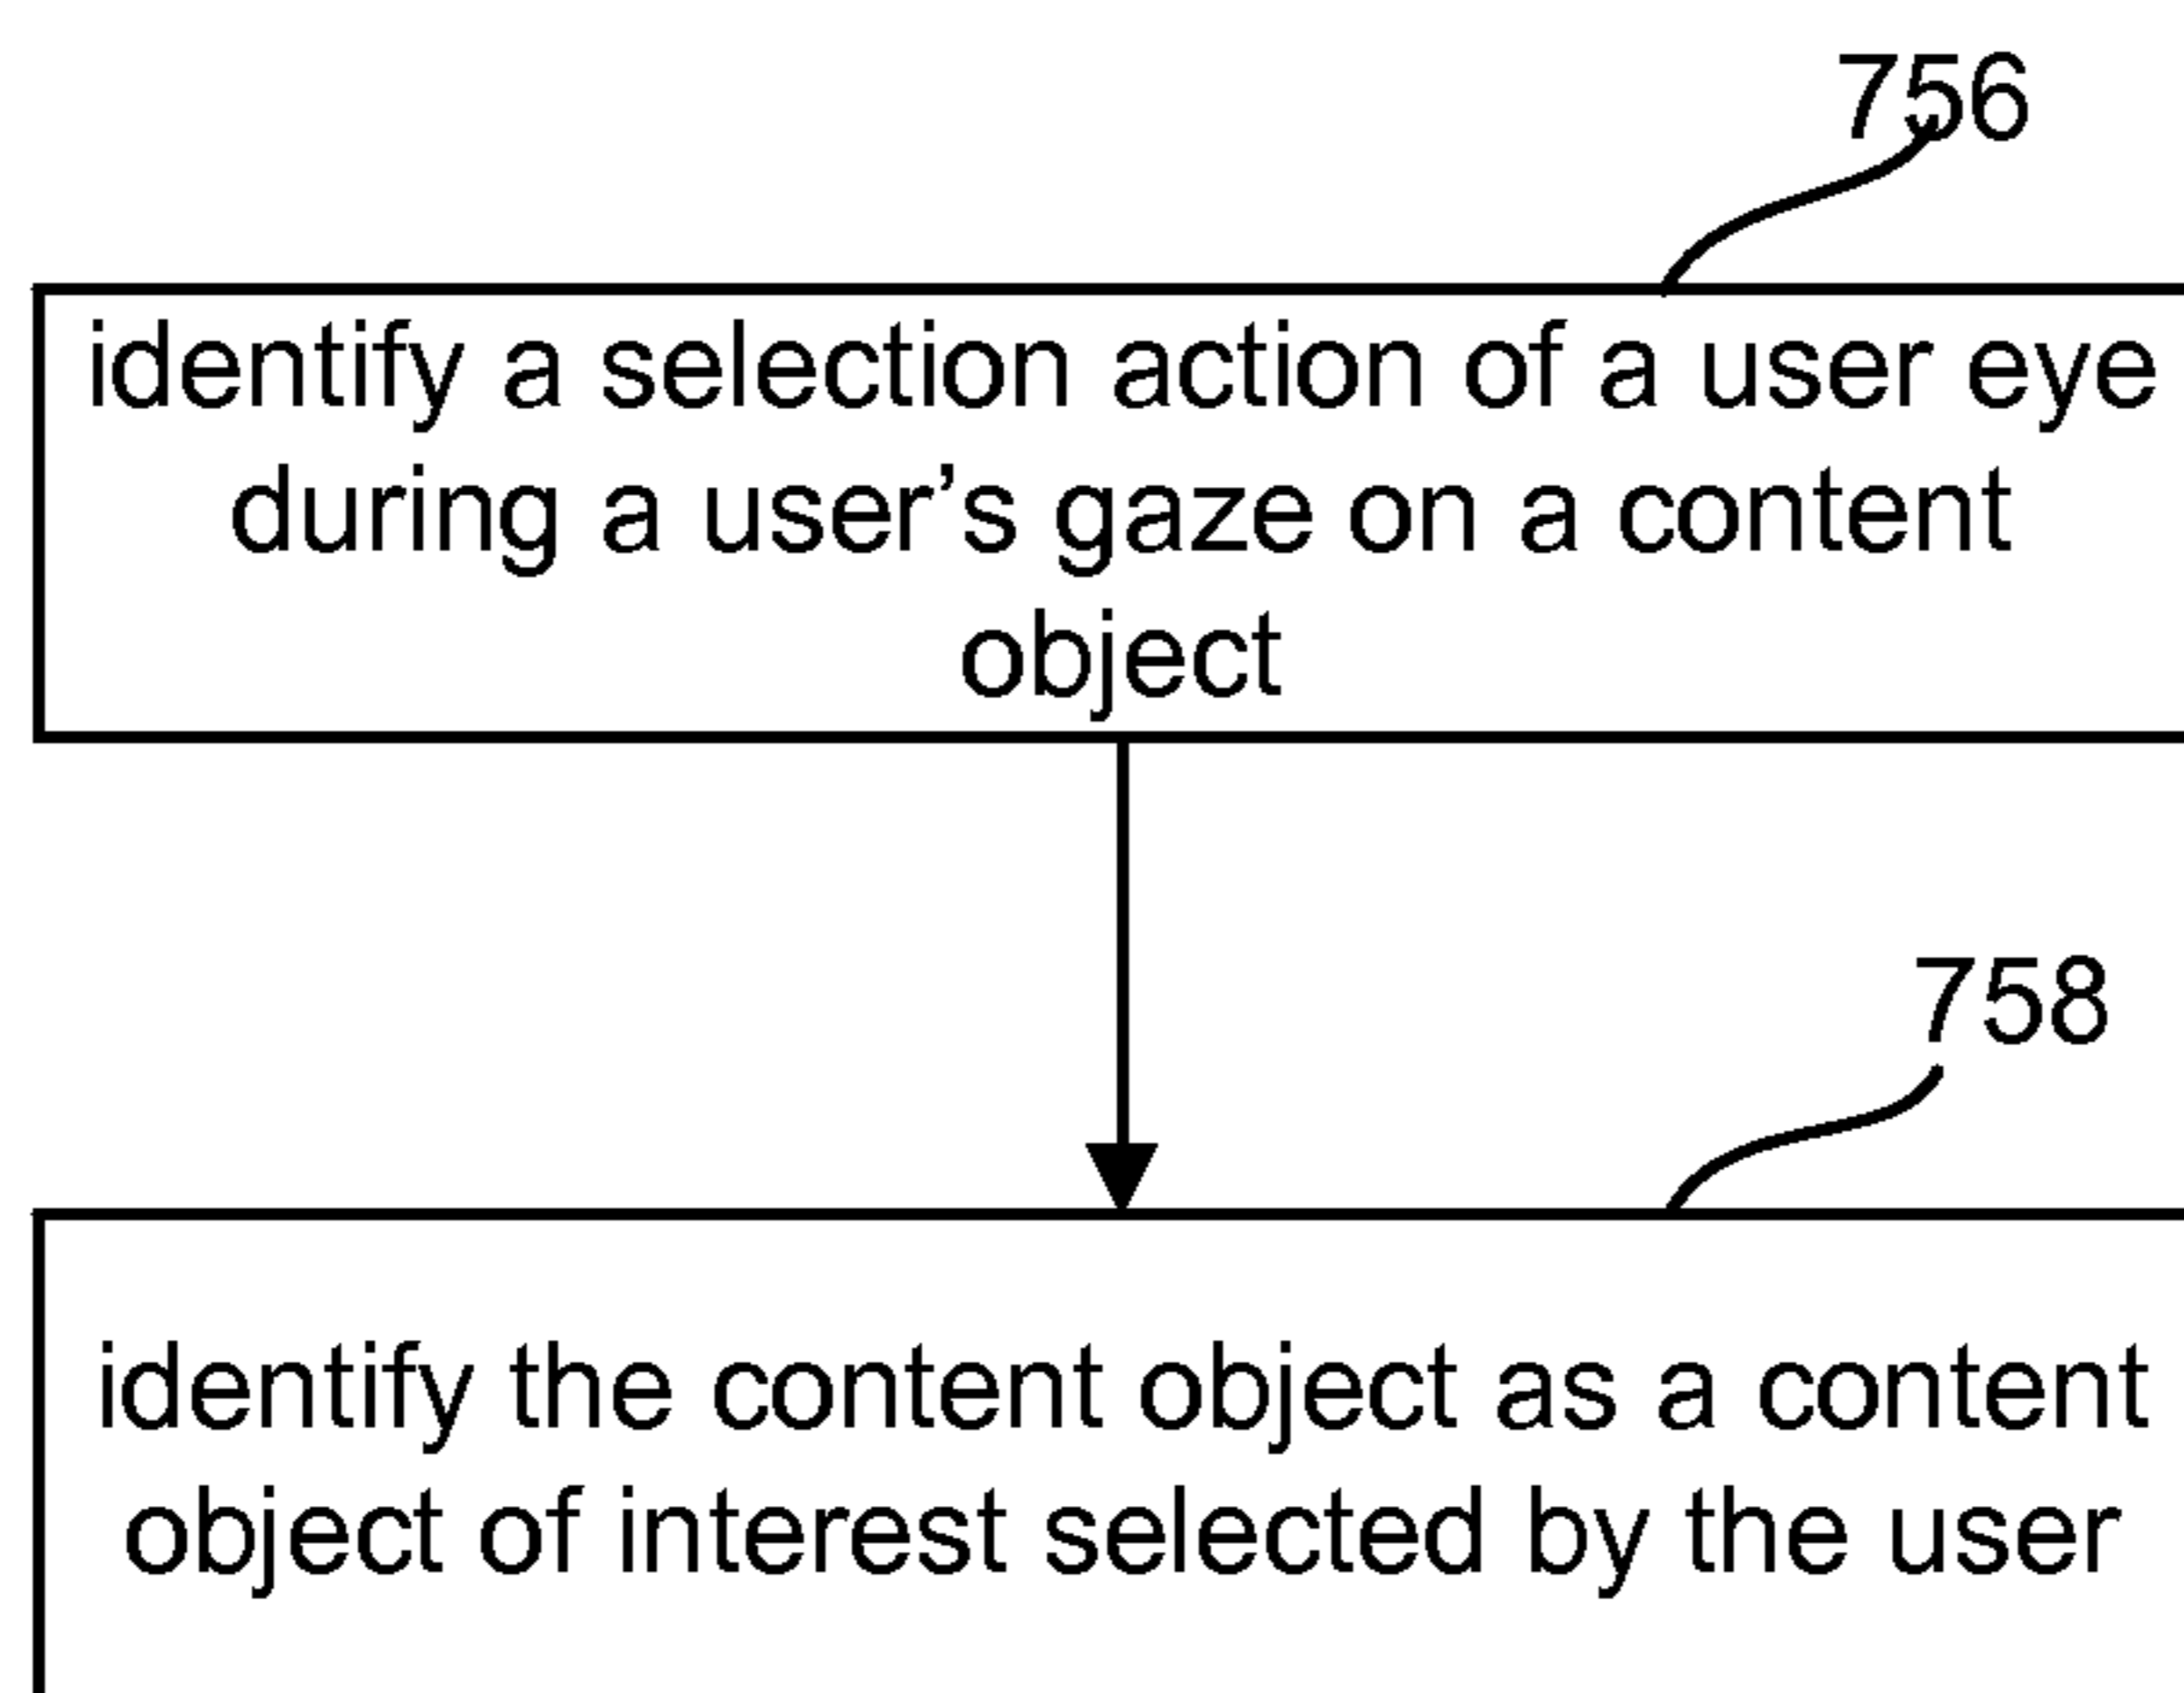 756
identify a selection action of a user eye
during a user’s gaze on a content
object
758
identify the content object as a content
object of interest selected by the user